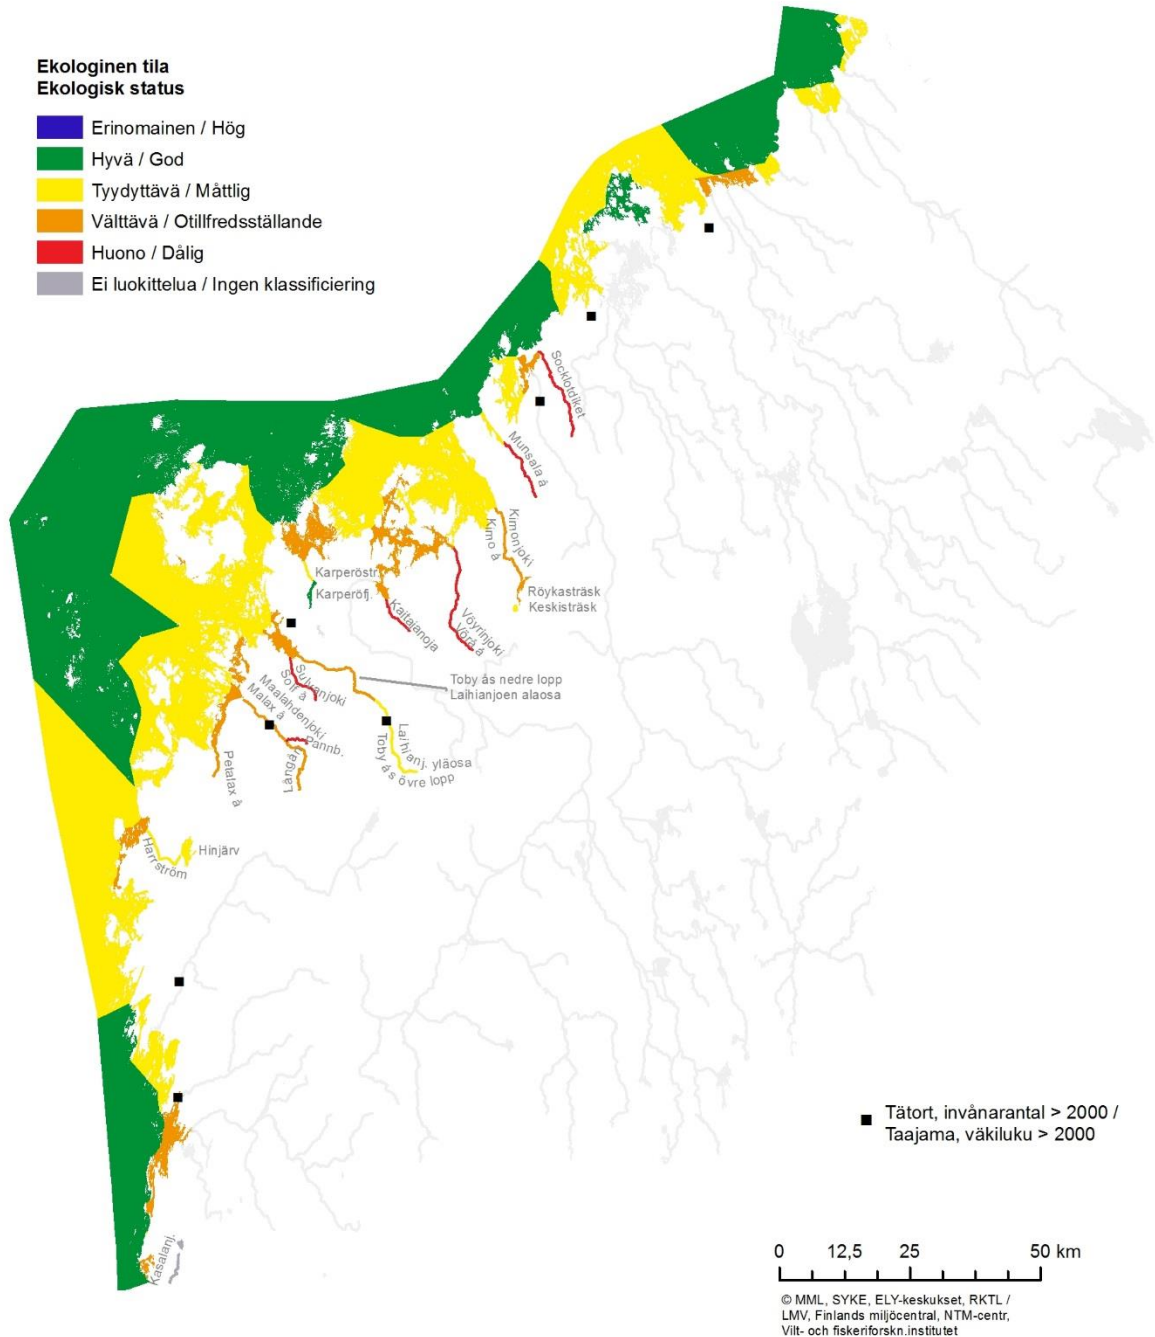 Ekologinen tila
Ekologisk status
Erinomainen / Hög
Hyvä / God
Tyydyttävä / Måttlig
Välttävä / Otillfredsställande
Huono / Dålig
Ei luokittelua / Ingen klassificiering
Socklotdiket
Munsala å
Kimonjoki
Kimo å
Karperöstr.
Karperöfj.
Röykasträsk
Keskisträsk
Kaitajanoja
Vöyrinjoki
Vörå å
Toby ås nedre lopp
Laihianjoen alaosa
Sulvanjoki
Solf å
Maalahdenjoki
Malax å
Pannb.
Långån
Petalax å
Laihianj. yläosa
Toby ås övre lopp
Harrström
Hinjärv
Kasalanj.
Tätort, invånarantal > 2000 /
Taajama, väkiluku > 2000
0 12,5 25 50 km
© MML, SYKE, ELY-keskukset, RKTL /
LMV, Finlands miljöcentral, NTM-centr,
Vilt- och fiskeriforskn.institutet